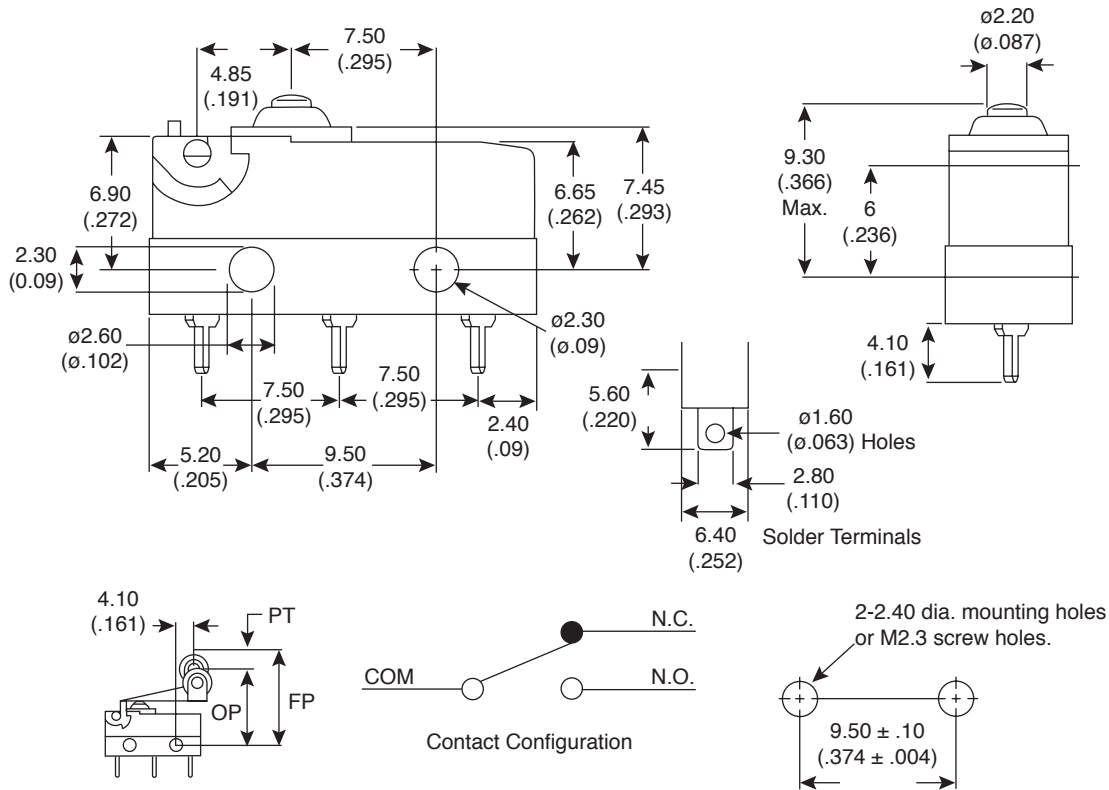 7.50
(.295)
4.85
(.191)
6.90
(.272)
2.30
(0.09)
6.65
(.262)
7.45
(.293)
ø2.60
(ø.102)
ø2.30
(ø.09)
7.50
(.295)
7.50
(.295)
2.40
(.09)
5.20
(.205)
9.50
(.374)
ø2.20
(ø.087)
9.30
(.366)
Max.
6
(.236)
4.10
(.161)
5.60
(.220)
ø1.60
(ø.063) Holes
2.80
(.110)
6.40
(.252)
Solder Terminals
4.10
(.161)
PT
OP
FP
COM
N.C.
N.O.
Contact Configuration
2-2.40 dia. mounting holes
or M2.3 screw holes.
9.50 ± .10
(.374 ± .004)